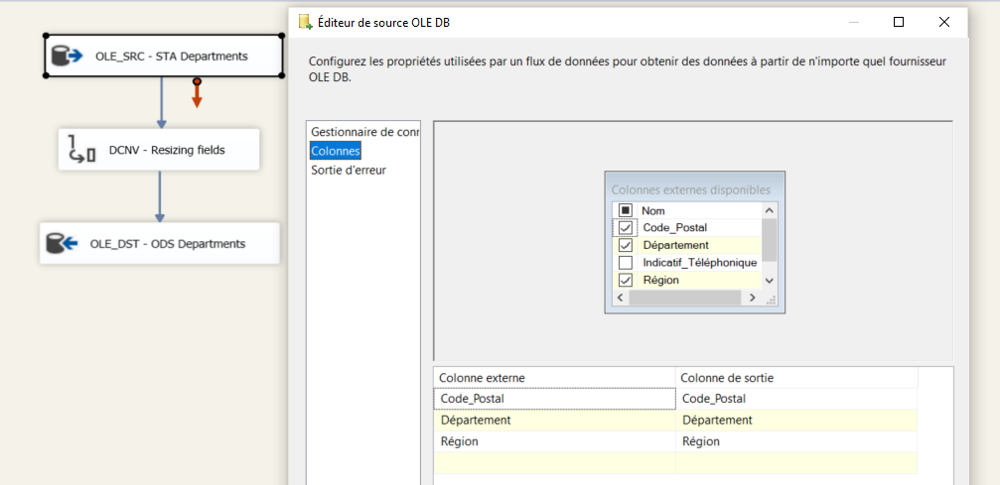 OLE_SRC - STA Departments
DCNV - Resizing fields
OLE_DST - ODS Departments
Éditeur de source OLE DB
Configurez les propriétés utilisées par un flux de données pour obtenir des données à partir de n'importe quel fournisseur
OLE DB.
Gestionnaire de conr
Colonnes
Sortie d'erreur
Colonnes externes disponibles
Nom
Code_Postal
Département
Indicatif_Téléphonique
Région
Colonne externe Colonne de sortie
Code_Postal Code_Postal
Département Département
Région Région